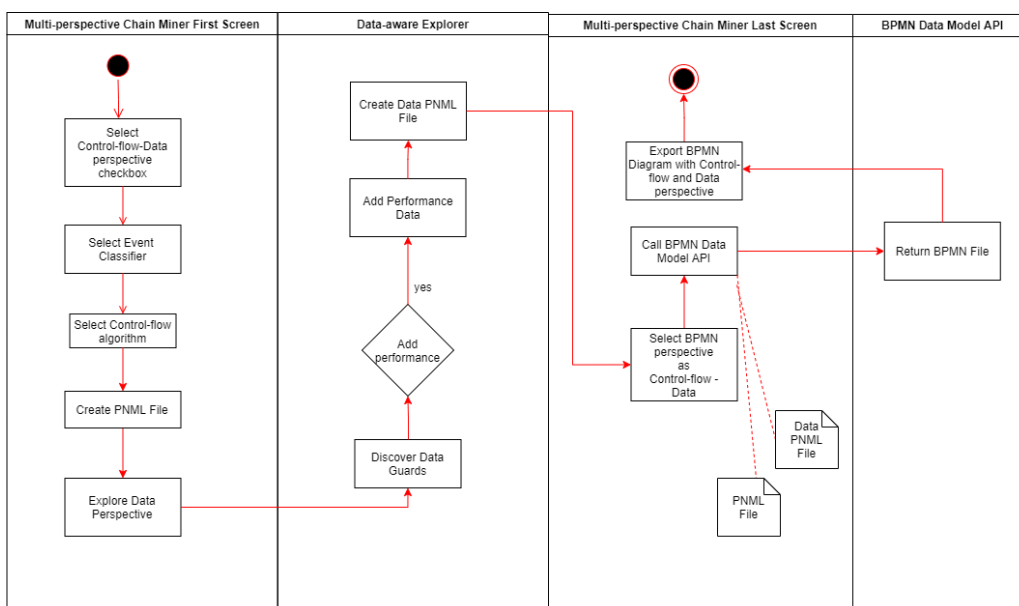 Multi-perspective Chain Miner First Screen
Data-aware Explorer
Multi-perspective Chain Miner Last Screen
BPMN Data Model API
Select
Control-flow-Data
perspective
checkbox
Select Event
Classifier
Select Control-flow
algorithm
Create PNML File
Explore Data
Perspective
Create Data PNML
File
Add Performance
Data
yes
Add
performance
Discover Data
Guards
Export BPMN
Diagram with Control-
flow and Data
perspective
Call BPMN Data
Model API
Select BPMN
perspective
as
Control-flow -
Data
Data
PNML
File
PNML
File
Return BPMN File